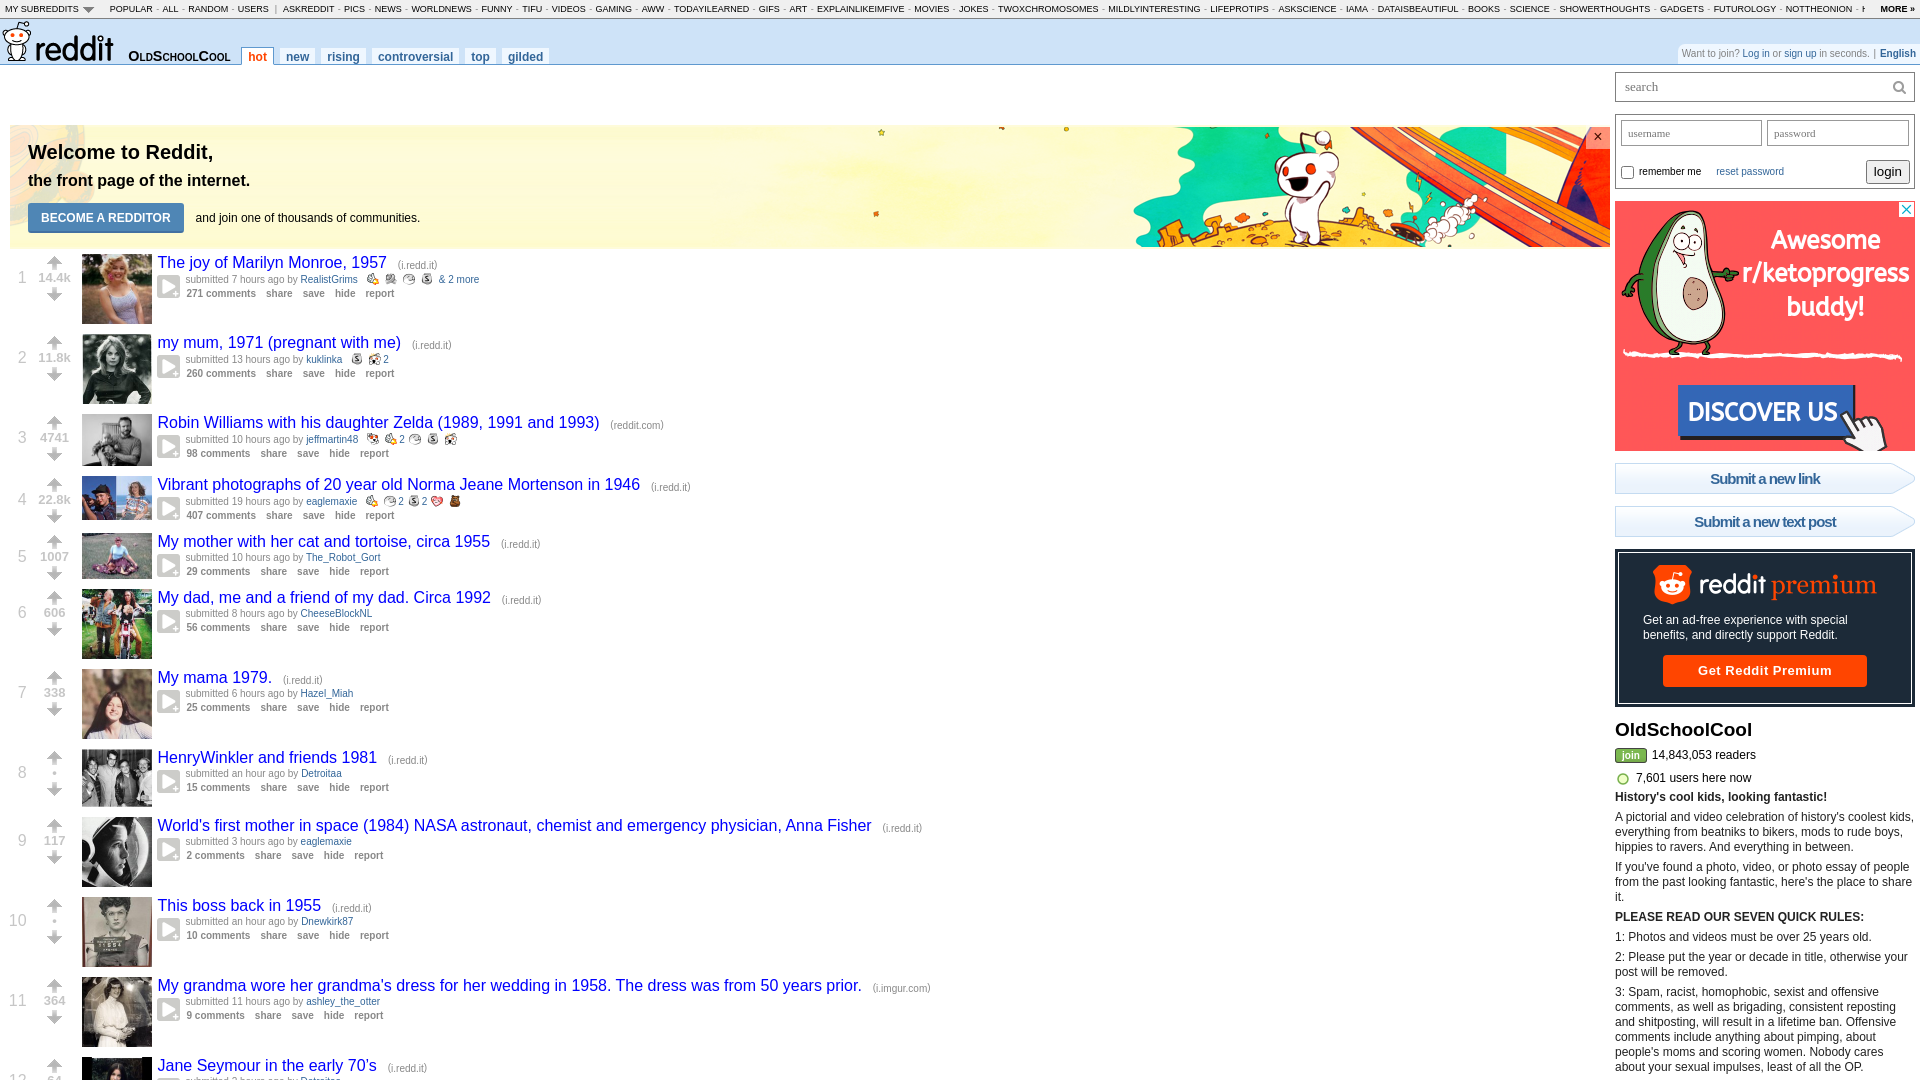 MY SUBREDDITS
POPULAR - ALL - RANDOM - USERS | ASKREDDIT - PICS - NEWS - WORLDNEWS - FUNNY - TIFU - VIDEOS - GAMING - AWW - TODAYILEARNED - GIFS - ART - EXPLAINLIKEIMFIVE - MOVIES - JOKES - TWOXCHROMOSOMES - MILDLYINTERESTING - LIFEPROTIPS - ASKSCIENCE - IAMA - DATAISBEAUTIFUL - BOOKS - SCIENCE - SHOWERTHOUGHTS - GADGETS - FUTUROLOGY - NOTTHEONION -
MORE »
reddit OLDSCHOOLCOOL hot new rising controversial top gilded
Want to join? Log in or sign up in seconds. | English
search
username password
remember me reset password login
Welcome to Reddit,
the front page of the internet.
BECOME A REDDITOR and join one of thousands of communities.
×
1 14.4k
The joy of Marilyn Monroe, 1957 (i.redd.it)
submitted 7 hours ago by RealistGrims & 2 more
271 comments share save hide report
2 11.8k
my mum, 1971 (pregnant with me) (i.redd.it)
submitted 13 hours ago by kuklinka 2
260 comments share save hide report
3 4741
Robin Williams with his daughter Zelda (1989, 1991 and 1993) (reddit.com)
submitted 10 hours ago by jeffmartin48 2
98 comments share save hide report
4 22.8k
Vibrant photographs of 20 year old Norma Jeane Mortenson in 1946 (i.redd.it)
submitted 19 hours ago by eaglemaxie 2 2
407 comments share save hide report
5 1007
My mother with her cat and tortoise, circa 1955 (i.redd.it)
submitted 10 hours ago by The_Robot_Gort
29 comments share save hide report
6 606
My dad, me and a friend of my dad. Circa 1992 (i.redd.it)
submitted 8 hours ago by CheeseBlockNL
56 comments share save hide report
7 338
My mama 1979. (i.redd.it)
submitted 6 hours ago by Hazel_Miah
25 comments share save hide report
8 •
HenryWinkler and friends 1981 (i.redd.it)
submitted an hour ago by Detroitaa
15 comments share save hide report
9 117
World's first mother in space (1984) NASA astronaut, chemist and emergency physician, Anna Fisher (i.redd.it)
submitted 3 hours ago by eaglemaxie
2 comments share save hide report
10 •
This boss back in 1955 (i.redd.it)
submitted an hour ago by Dnewkirk87
10 comments share save hide report
11 364
My grandma wore her grandma's dress for her wedding in 1958. The dress was from 50 years prior. (i.imgur.com)
submitted 11 hours ago by ashley_the_otter
9 comments share save hide report
Jane Seymour in the early 70's (i.redd.it)
Awesome
r/ketoprogress
buddy!
DISCOVER US
Submit a new link
Submit a new text post
reddit premium
Get an ad-free experience with special
benefits, and directly support Reddit.
Get Reddit Premium
OldSchoolCool
join 14,843,053 readers
7,601 users here now
History's cool kids, looking fantastic!
A pictorial and video celebration of history's coolest kids,
everything from beatniks to bikers, mods to rude boys,
hippies to ravers. And everything in between.
If you've found a photo, video, or photo essay of people
from the past looking fantastic, here's the place to share
it.
PLEASE READ OUR SEVEN QUICK RULES:
1: Photos and videos must be over 25 years old.
2: Please put the year or decade in title, otherwise your
post will be removed.
3: Spam, racist, homophobic, sexist and offensive
comments, as well as brigading, consistent reposting
and shitposting, will result in a lifetime ban. Offensive
comments include anything about pimping, about
people's moms and scoring women. Nobody cares
about your sexual impulses, least of all the OP.